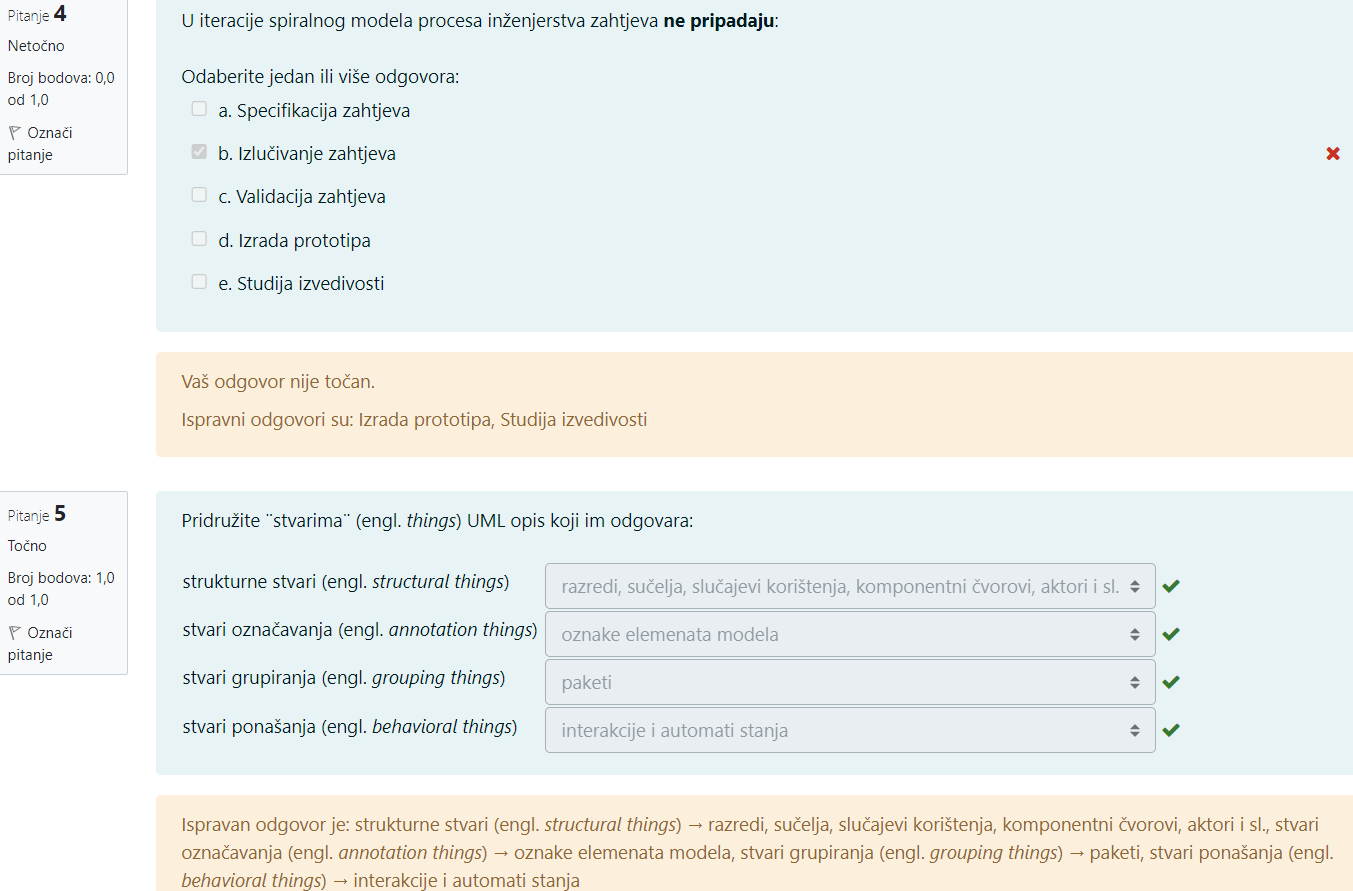 Pitanje 4
Netočno
Broj bodova: 0,0
od 1,0
Označi
pitanje
U iteracije spiralnog modela procesa inženjerstva zahtjeva ne pripadaju:
Odaberite jedan ili više odgovora:
a. Specifikacija zahtjeva
b. Izlučivanje zahtjeva
c. Validacija zahtjeva
d. Izrada prototipa
e. Studija izvedivosti
Vaš odgovor nije točan.
Ispravni odgovori su: Izrada prototipa, Studija izvedivosti
Pitanje 5
Točno
Broj bodova: 1,0
od 1,0
Označi
pitanje
Pridružite ¨stvarima¨ (engl. things) UML opis koji im odgovara:
strukturne stvari (engl. structural things) razredi, sučelja, slučajevi korištenja, komponentni čvorovi, aktori i sl.
stvari označavanja (engl. annotation things) oznake elemenata modela
stvari grupiranja (engl. grouping things) paketi
stvari ponašanja (engl. behavioral things) interakcije i automati stanja
Ispravan odgovor je: strukturne stvari (engl. structural things) → razredi, sučelja, slučajevi korištenja, komponentni čvorovi, aktori i sl., stvari
označavanja (engl. annotation things) → oznake elemenata modela, stvari grupiranja (engl. grouping things) → paketi, stvari ponašanja (engl.
behavioral things) → interakcije i automati stanja